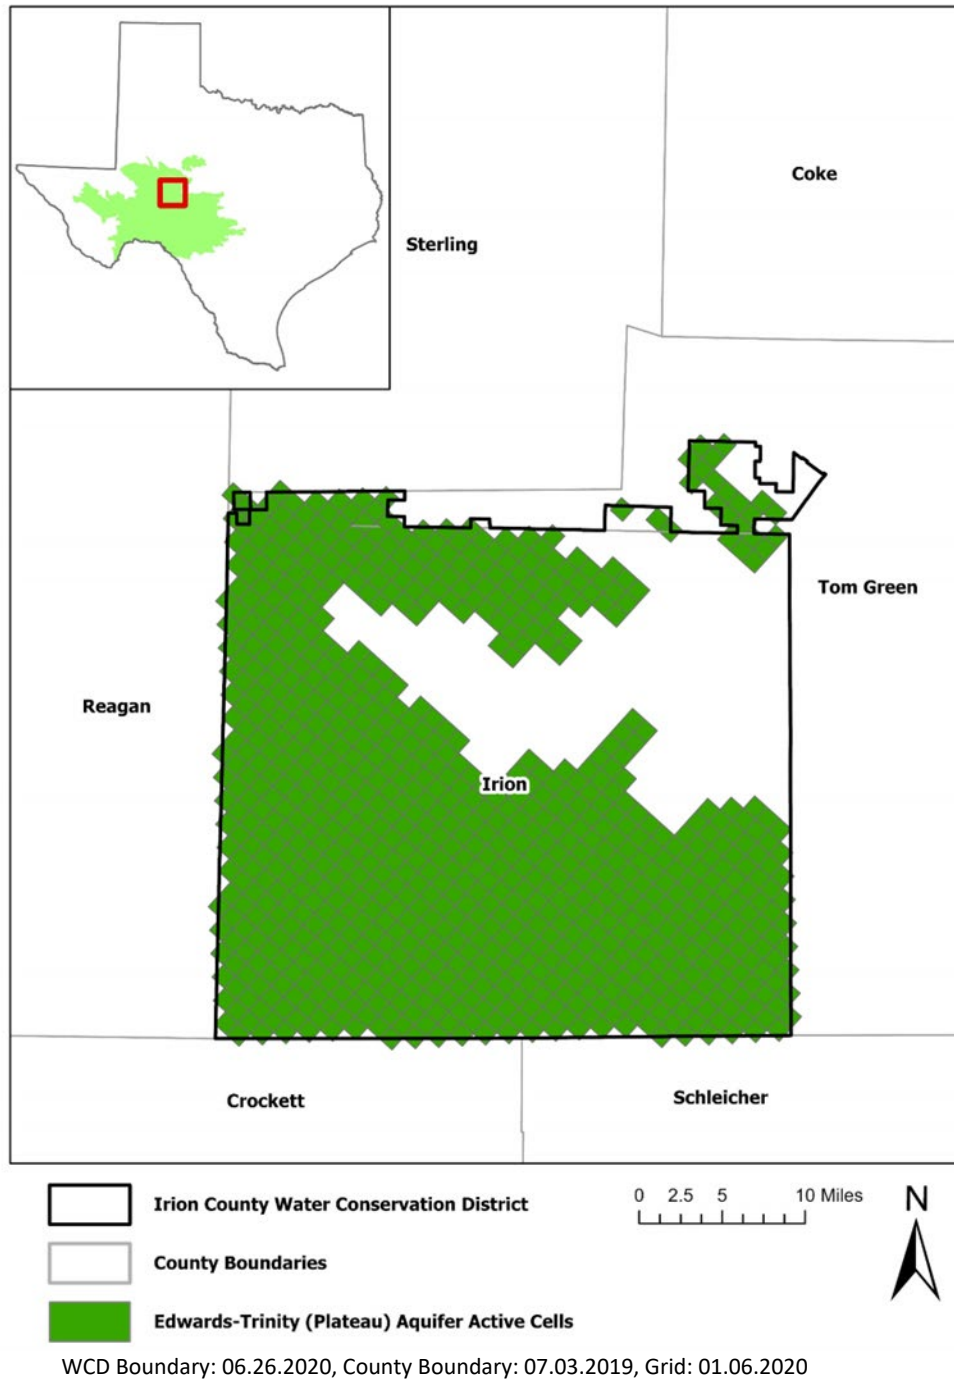 Coke
Sterling
Tom Green
Reagan
Irion
Crockett
Schleicher
Irion County Water Conservation District
County Boundaries
Edwards-Trinity (Plateau) Aquifer Active Cells
0 2.5 5 10 Miles
N
WCD Boundary: 06.26.2020, County Boundary: 07.03.2019, Grid: 01.06.2020